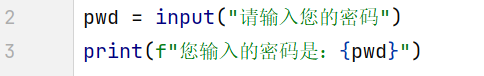 2 pwd = input("请输入您的密码")
3 print(f"您输入的密码是：{pwd}")